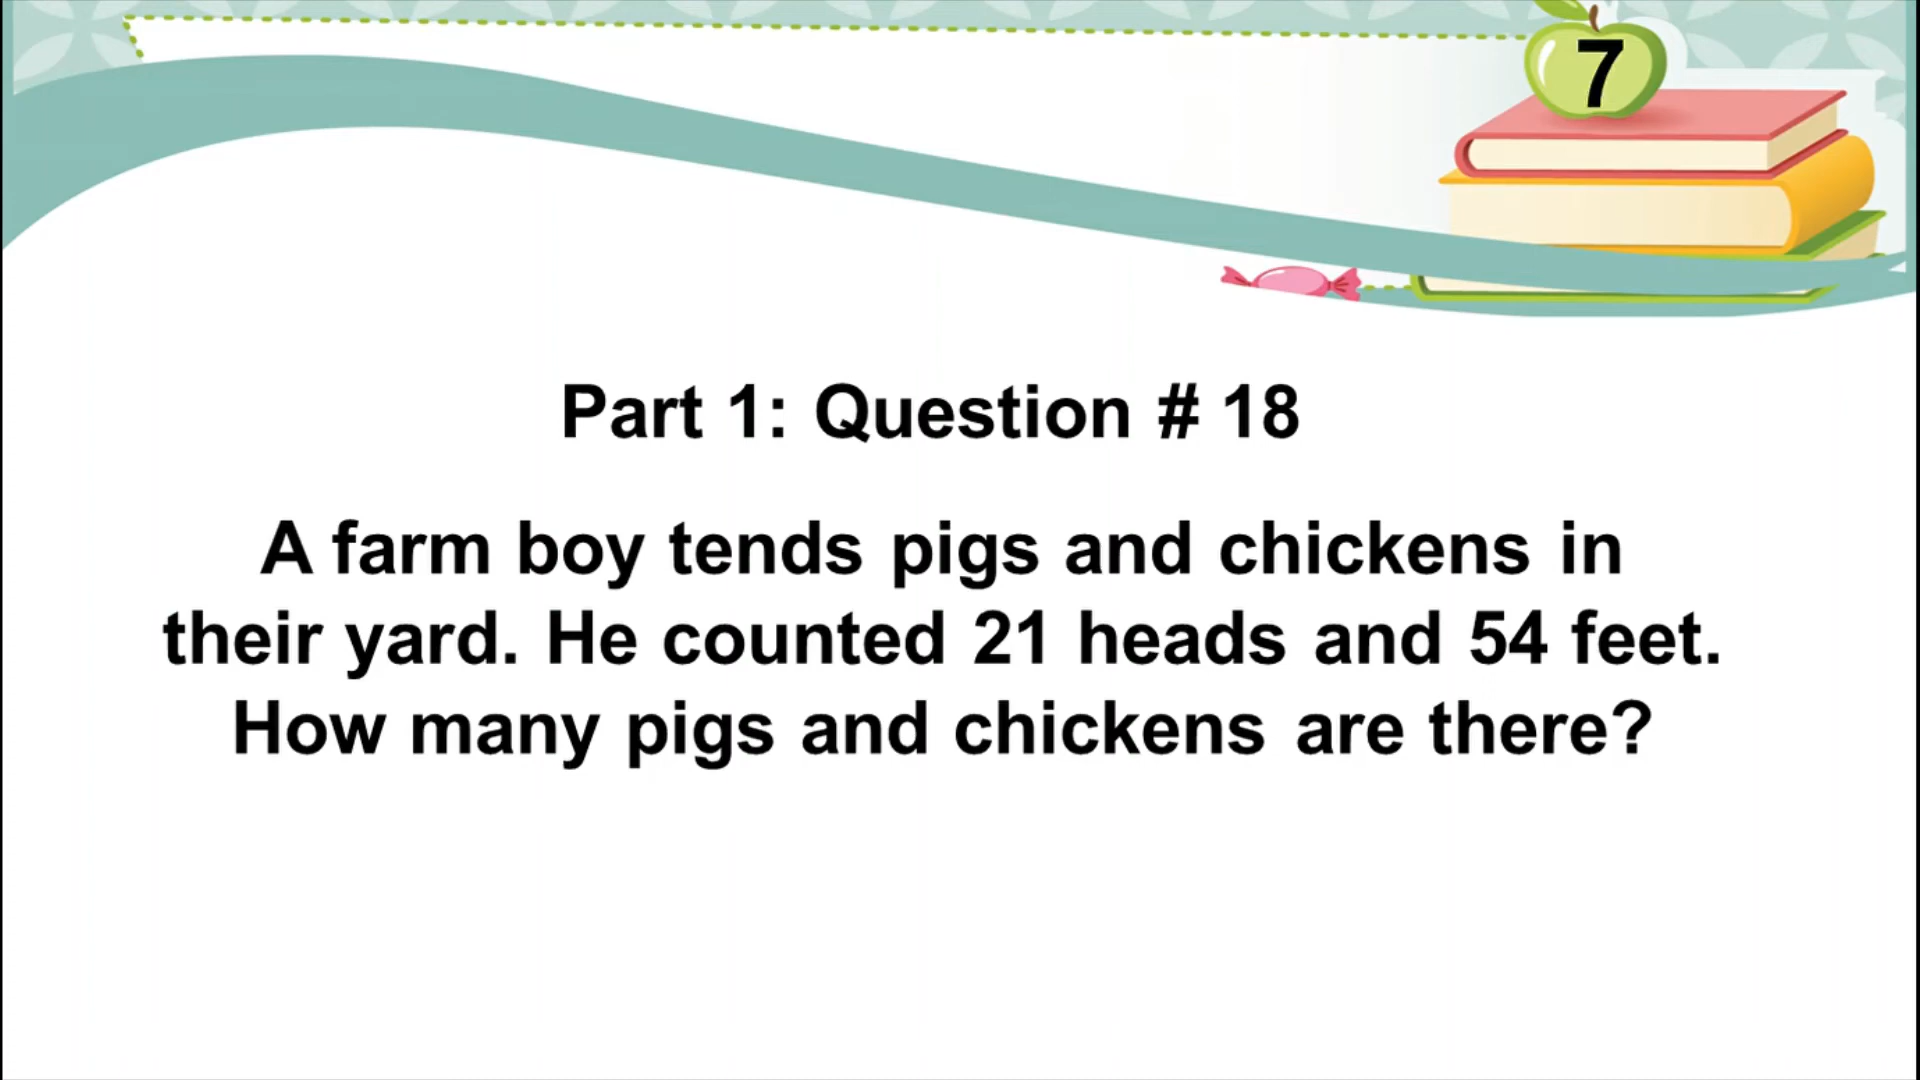 7
Part 1: Question # 18
A farm boy tends pigs and chickens in
their yard. He counted 21 heads and 54 feet.
How many pigs and chickens are there?